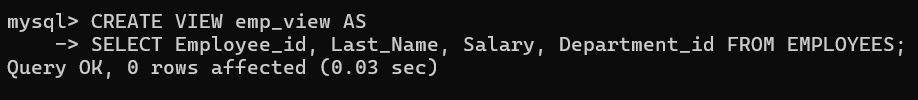 mysql> CREATE VIEW emp_view AS
    -> SELECT Employee_id, Last_Name, Salary, Department_id FROM EMPLOYEES;
Query OK, 0 rows affected (0.03 sec)